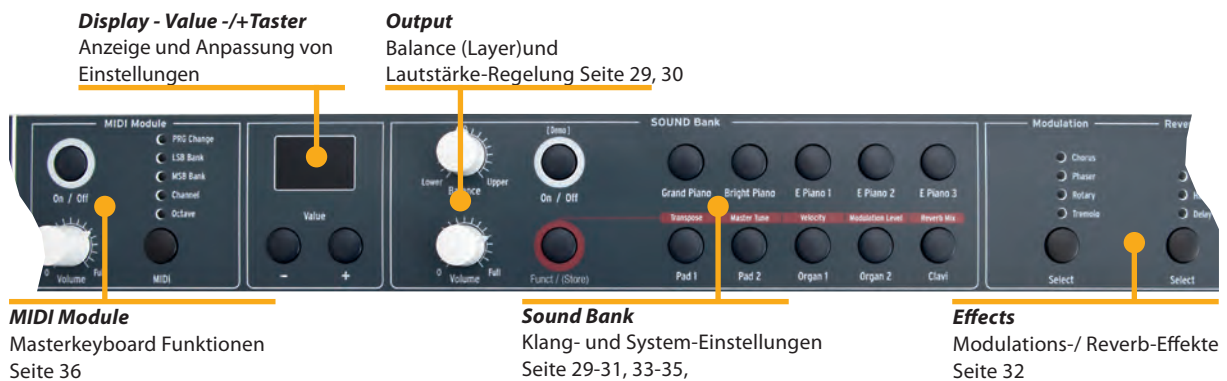 Display - Value -/+Taster
Anzeige und Anpassung von
Einstellungen
Output
Balance (Layer)und
Lautstärke-Regelung Seite 29, 30
MIDI Module
On / Off
PRG Change
LSB Bank
MSB Bank
Channel
Octave
0 Full
Volume
MIDI
Value
- +
Lower Upper
Balance
0 Full
Volume
SOUND Bank
[Demo]
On / Off
Funct / (Store)
Grand Piano Bright Piano E Piano 1 E Piano 2 E Piano 3
Transpose Master Tune Velocity Modulation Level Reverb Mix
Pad 1 Pad 2 Organ 1 Organ 2 Clavi
Modulation
Chorus
Phaser
Rotary
Tremolo
Select
Delay
Select
MIDI Module
Masterkeyboard Funktionen
Seite 36
Sound Bank
Klang- und System-Einstellungen
Seite 29-31, 33-35,
Effects
Modulations-/ Reverb-Effekte
Seite 32